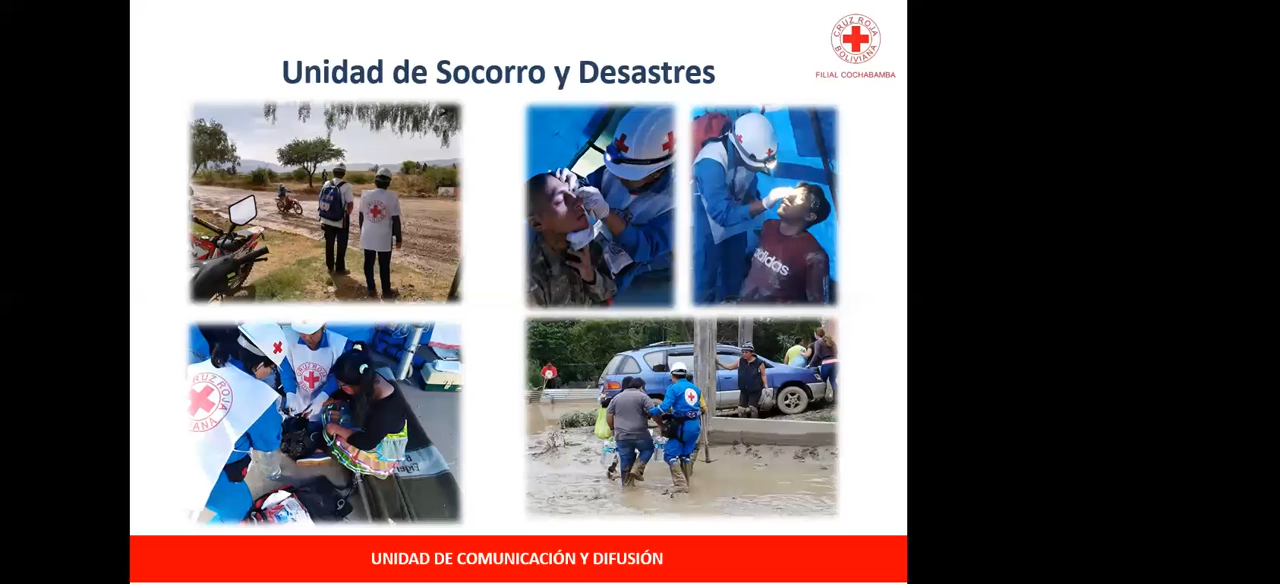 CRUZ ROJA
BOLIVIANA
FILIAL COCHABAMBA
Unidad de Socorro y Desastres
adidas
CRUZ ROJA
UNIDAD DE COMUNICACIÓN Y DIFUSIÓN